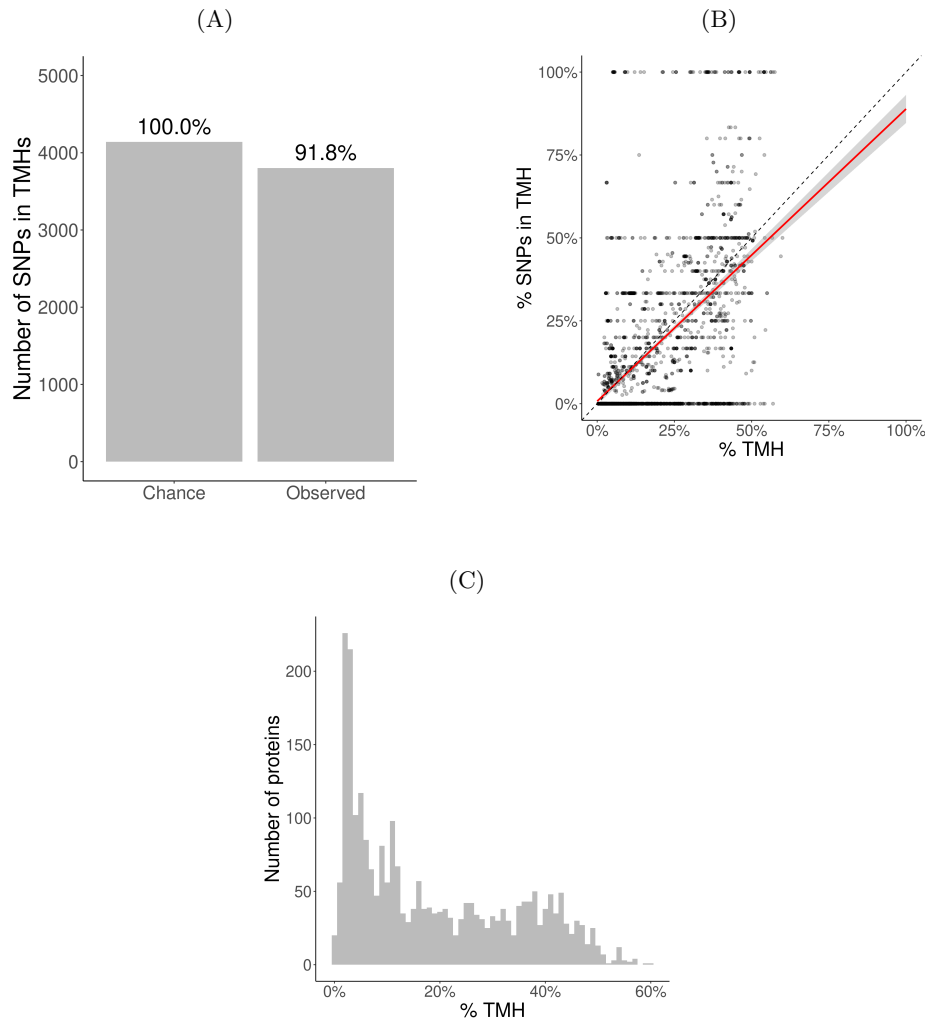 (A)
Number of SNPs in TMHs
5000
4000
3000
2000
1000
0
100.0%
91.8%
Chance
Observed
(B)
% SNPs in TMH
100%
75%
50%
25%
0%
0%
25%
50%
75%
100%
% TMH
(C)
Number of proteins
200
150
100
50
0
0%
20%
40%
60%
% TMH